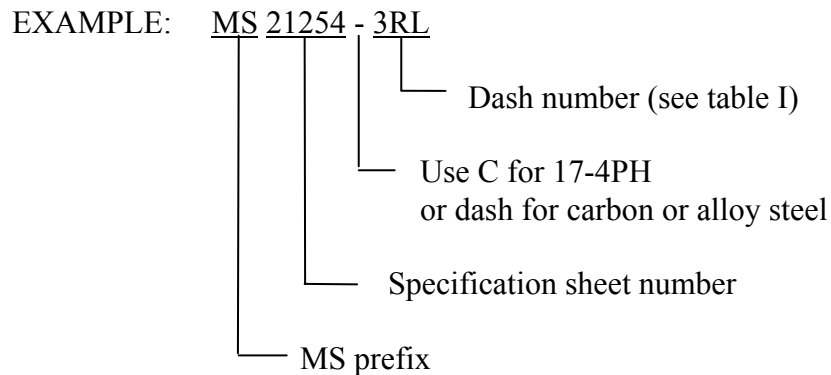 EXAMPLE: MS 21254 - 3RL
Dash number (see table I)
Use C for 17-4PH
or dash for carbon or alloy steel
Specification sheet number
MS prefix